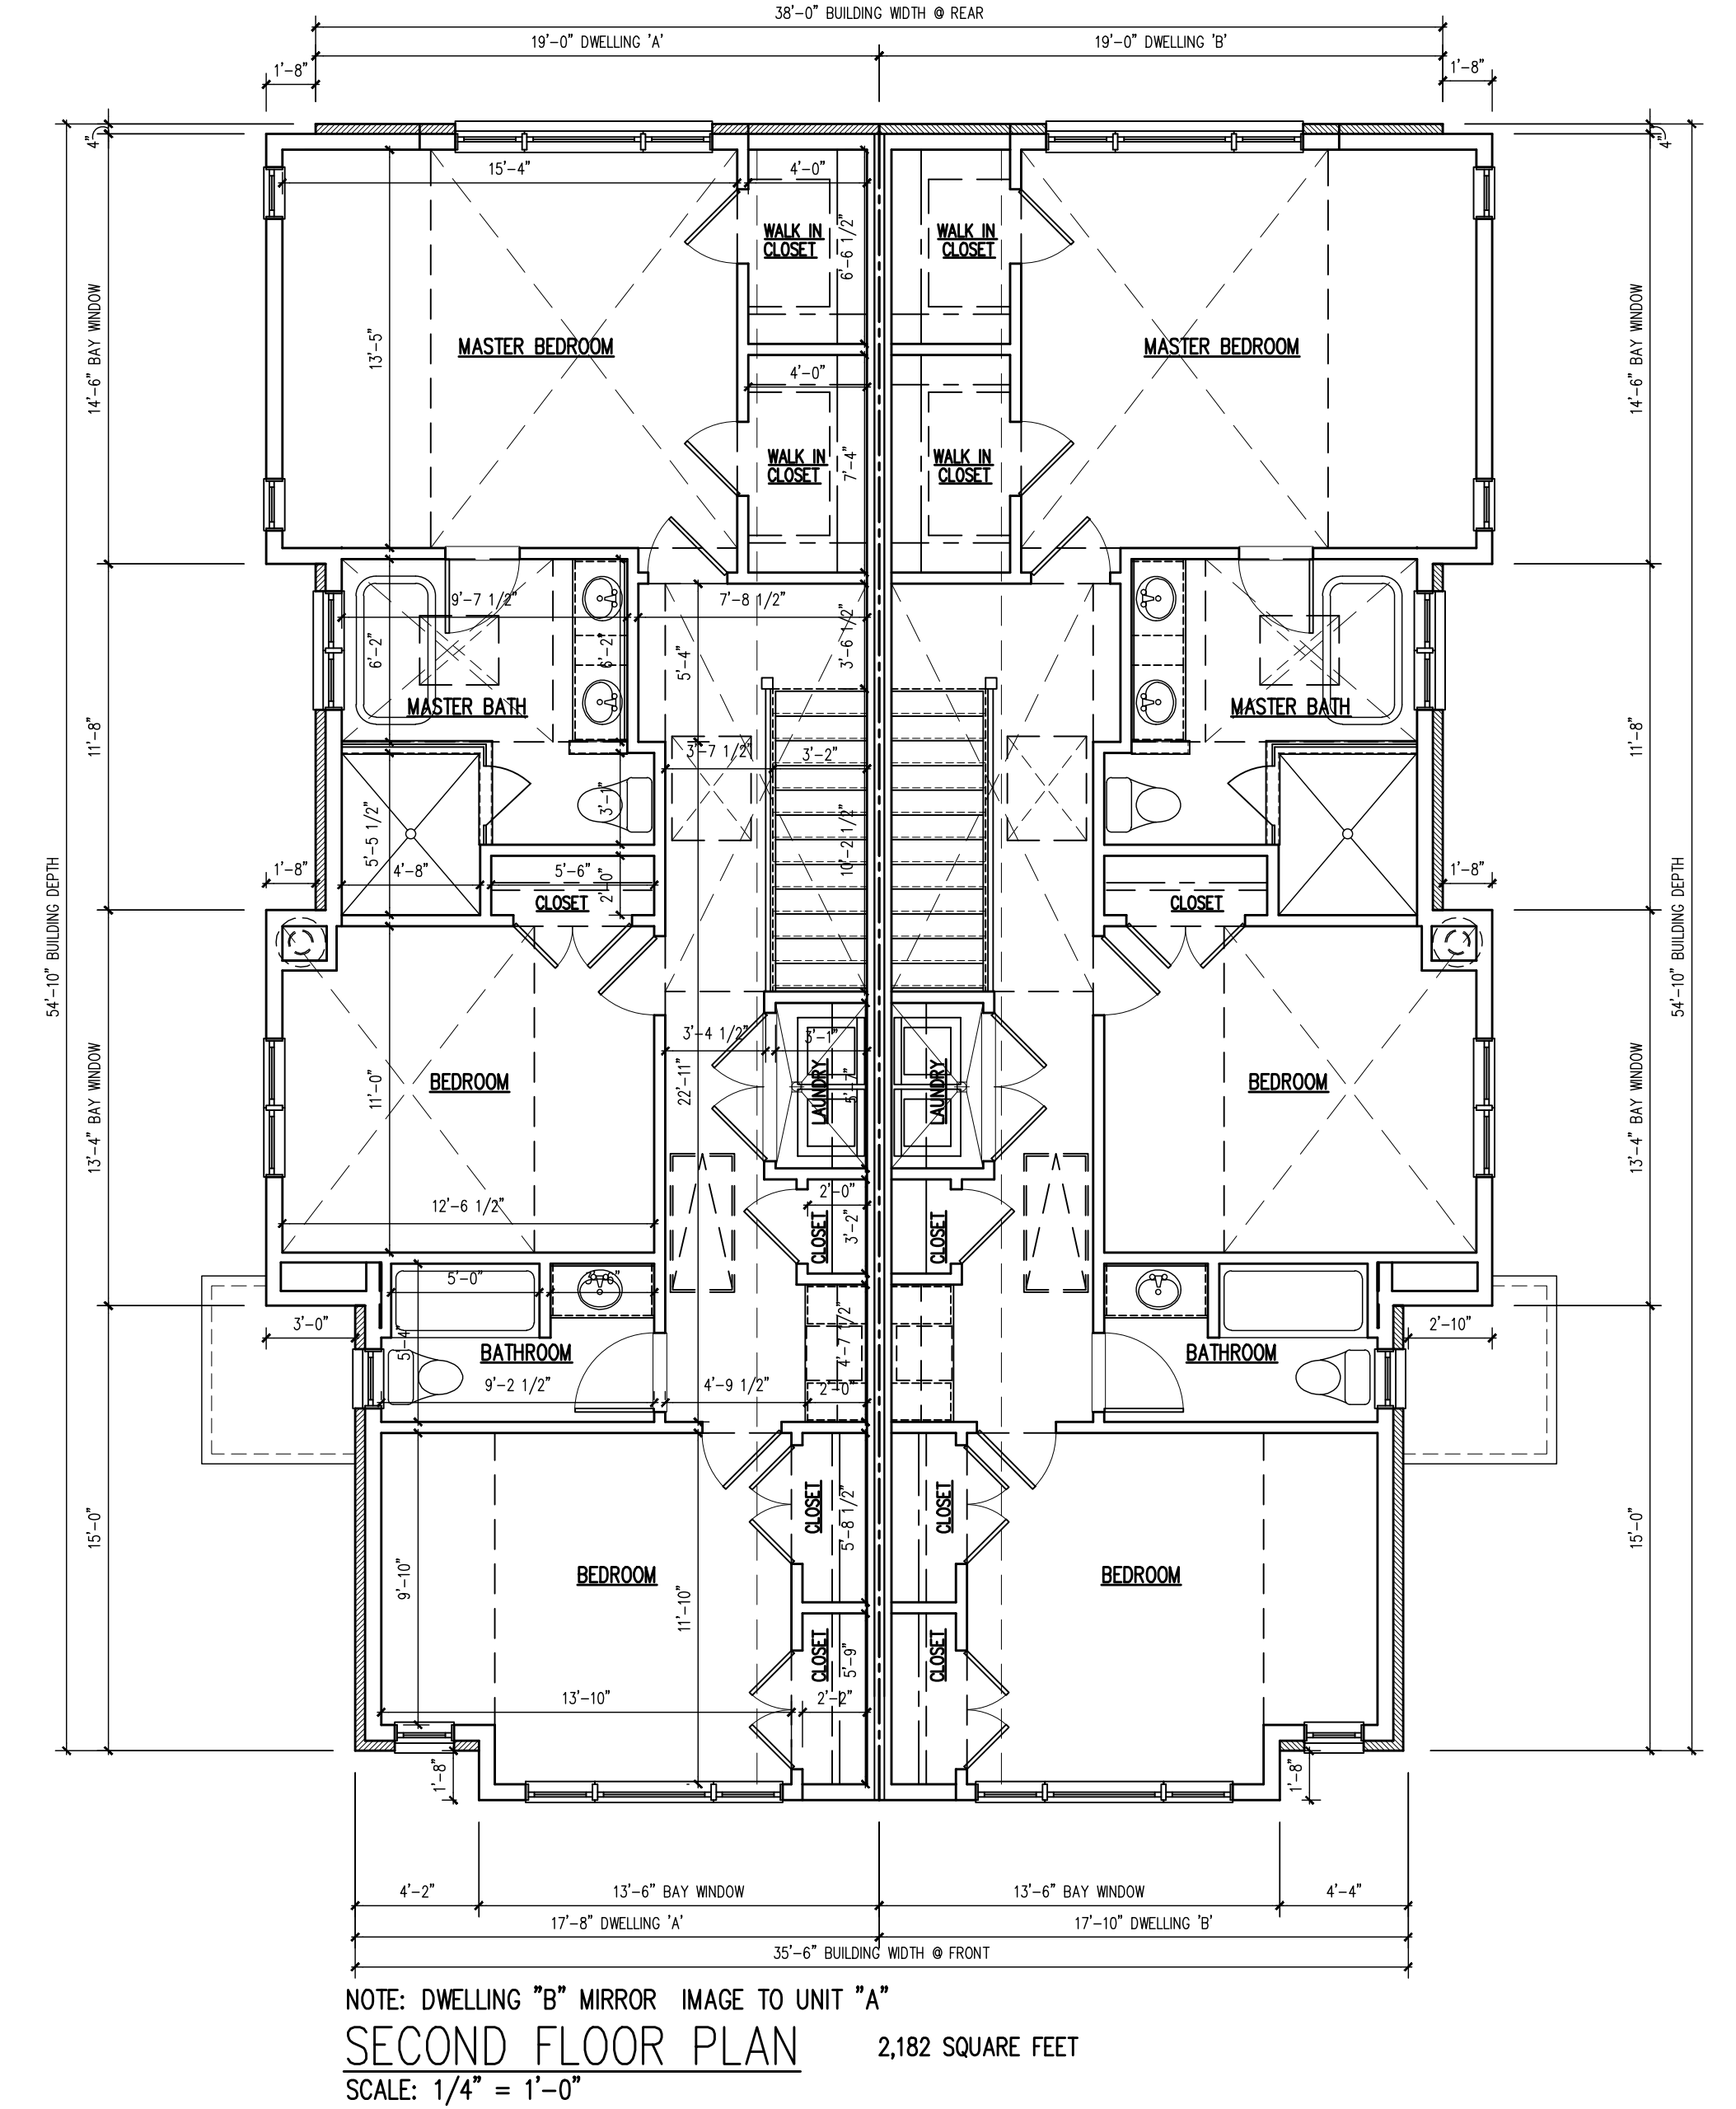 38'-0" BUILDING WIDTH @ REAR
19'-0" DWELLING 'A'
19'-0" DWELLING 'B'
1'-8"
1'-8"
4"
4"
15'-4"
4'-0"
WALK IN
CLOSET
WALK IN
CLOSET
6'-6 1/2"
14'-6" BAY WINDOW
14'-6" BAY WINDOW
13'-5"
MASTER BEDROOM
MASTER BEDROOM
4'-0"
WALK IN
CLOSET
WALK IN
CLOSET
7'-4"
9'-7 1/2"
7'-8 1/2"
3'-6 1/2"
6'-2"
6'-2"
5'-4"
MASTER BATH
MASTER BATH
11'-8"
11'-8"
3'-7 1/2"
3'-2"
5'-5 1/2"
3'-1"
10'-2 1/2"
1'-8"
4'-8"
5'-6"
2'-0"
1'-8"
CLOSET
CLOSET
54'-10" BUILDING DEPTH
54'-10" BUILDING DEPTH
3'-4 1/2"
3'-1"
13'-4" BAY WINDOW
13'-4" BAY WINDOW
11'-0"
BEDROOM
BEDROOM
22'-11"
LAUNDRY
5'-7"
LAUNDRY
12'-6 1/2"
2'-0"
CLOSET
3'-2"
CLOSET
5'-0"
3'-6"
3'-0"
2'-10"
5'-4"
BATHROOM
BATHROOM
4'-7 1/2"
9'-2 1/2"
4'-9 1/2"
2'-0"
15'-0"
15'-0"
CLOSET
5'-8 1/2"
CLOSET
9'-10"
BEDROOM
BEDROOM
11'-10"
CLOSET
5'-9"
CLOSET
13'-10"
2'-2"
1'-8"
1'-8"
4'-2"
13'-6" BAY WINDOW
13'-6" BAY WINDOW
4'-4"
17'-8" DWELLING 'A'
17'-10" DWELLING 'B'
35'-6" BUILDING WIDTH @ FRONT
NOTE: DWELLING "B" MIRROR IMAGE TO UNIT "A"
SECOND FLOOR PLAN
2,182 SQUARE FEET
SCALE: 1/4" = 1'-0"